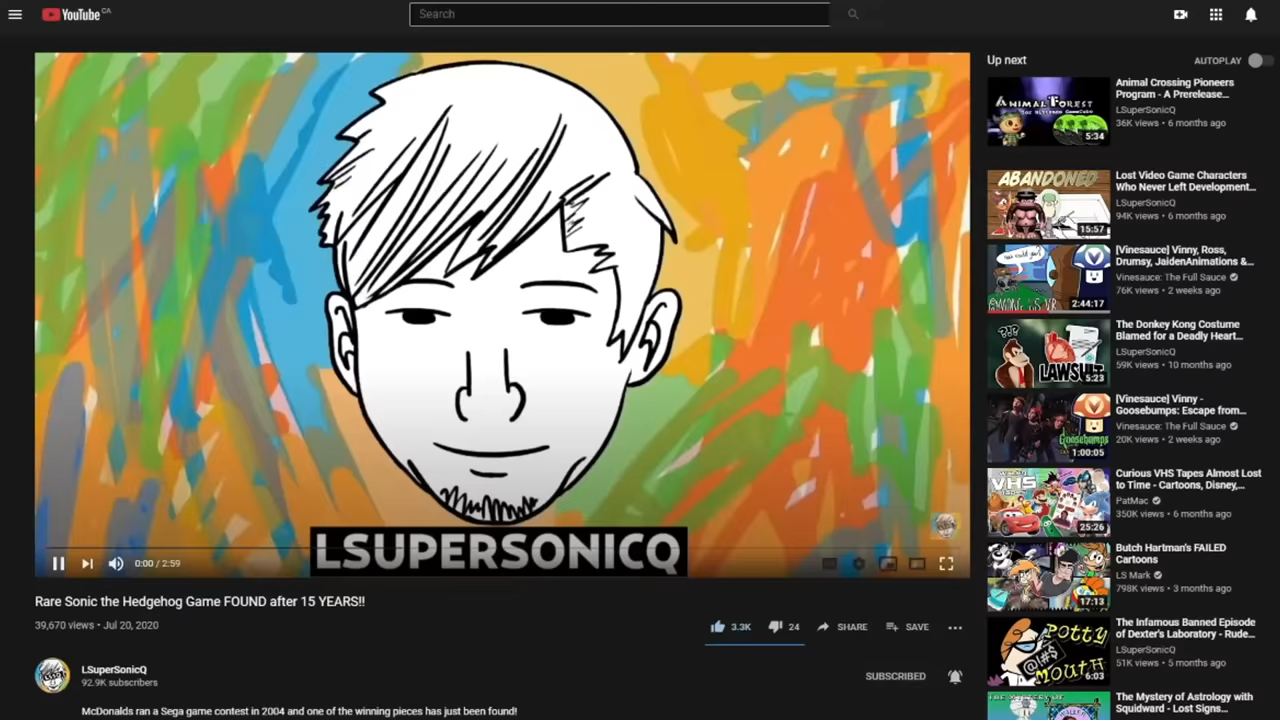 YouTube CA
Search
LSUPERSONICQ
0:00 / 2:59
Rare Sonic the Hedgehog Game FOUND after 15 YEARS!!
39,670 views • Jul 20, 2020
3.3K
24
SHARE
SAVE
LSuperSonicQ
92.9K subscribers
SUBSCRIBED
McDonalds ran a Sega game contest in 2004 and one of the winning pieces has just been found!
Up next
AUTOPLAY
ANIMAL FOREST
5:34
Animal Crossing Pioneers
Program - A Prerelease...
LSuperSonicQ
36K views • 6 months ago
ABANDONED
15:57
Lost Video Game Characters
Who Never Left Development...
LSuperSonicQ
94K views • 6 months ago
2:44:17
[Vinesauce] Vinny, Ross,
Drumsy, JaidenAnimations &...
Vinesauce: The Full Sauce
76K views • 2 weeks ago
???
LAWSUIT
5:23
The Donkey Kong Costume
Blamed for a Deadly Heart...
LSuperSonicQ
59K views • 10 months ago
Goosebumps
1:00:05
[Vinesauce] Vinny -
Goosebumps: Escape from...
Vinesauce: The Full Sauce
20K views • 2 weeks ago
VHS
25:26
Curious VHS Tapes Almost Lost
to Time - Cartoons, Disney,...
PatMac
350K views • 6 months ago
17:13
Butch Hartman's FAILED
Cartoons
LS Mark
798K views • 3 months ago
POTTY
@!#$
MOUTH
6:03
The Infamous Banned Episode
of Dexter's Laboratory - Rude...
LSuperSonicQ
51K views • 5 months ago
The Mystery of Astrology with
Squidward - Lost Signs...